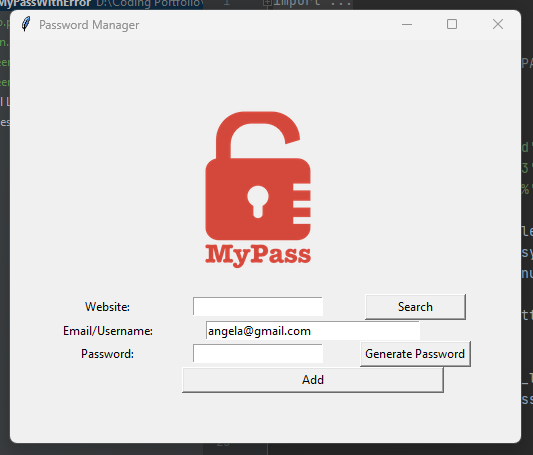 MyPassWithError D:\Coding Portfolio\
1 import ...
Password Manager
MyPass
Website:
Search
Email/Username:
angela@gmail.com
Password:
Generate Password
Add